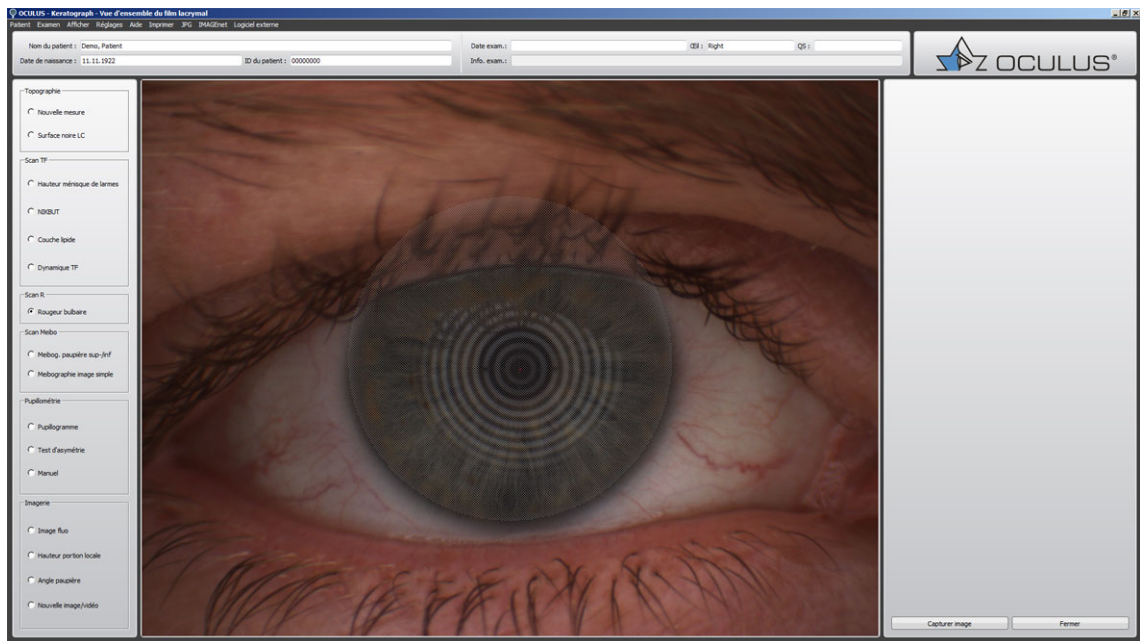 OCULUS - Keratograph - Vue d'ensemble du film lacrymal
Patient Examen Afficher Réglages Aide Imprimer JPG IMAGEnet Logiciel externe
Nom du patient : Demo, Patient
Date exam.:
Œil : Right
QS :
Date de naissance : 11.11.1922
ID du patient : 00000000
Info. exam.:
OCULUS®
Topographie
Nouvelle mesure
Surface noire LC
Scan TF
Hauteur ménisque de larmes
NIKBUT
Couche lipide
Dynamique TF
Scan R
Rougeur bulbaire
Scan Meibo
Meibog. paupière sup-/inf
Meibographie image simple
Pupillométrie
Pupillogramme
Test d'asymétrie
Manuel
Imagerie
Image fluo
Hauteur portion locale
Angle paupière
Nouvelle image/vidéo
Capturer image
Fermer